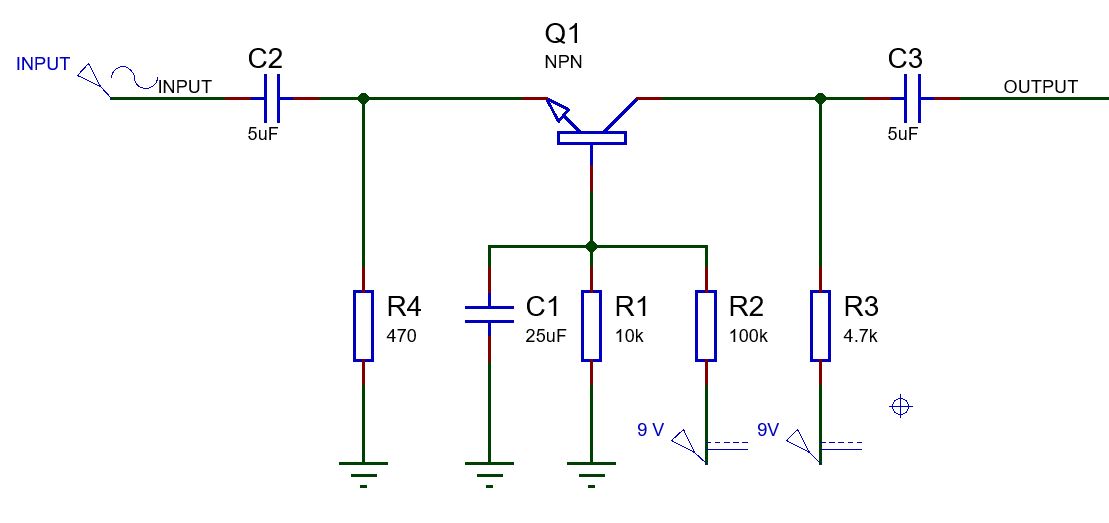 Q1
NPN
C2
C3
INPUT
INPUT
OUTPUT
5uF
5uF
R4
470
C1
25uF
R1
10k
R2
100k
R3
4.7k
9 V
9V